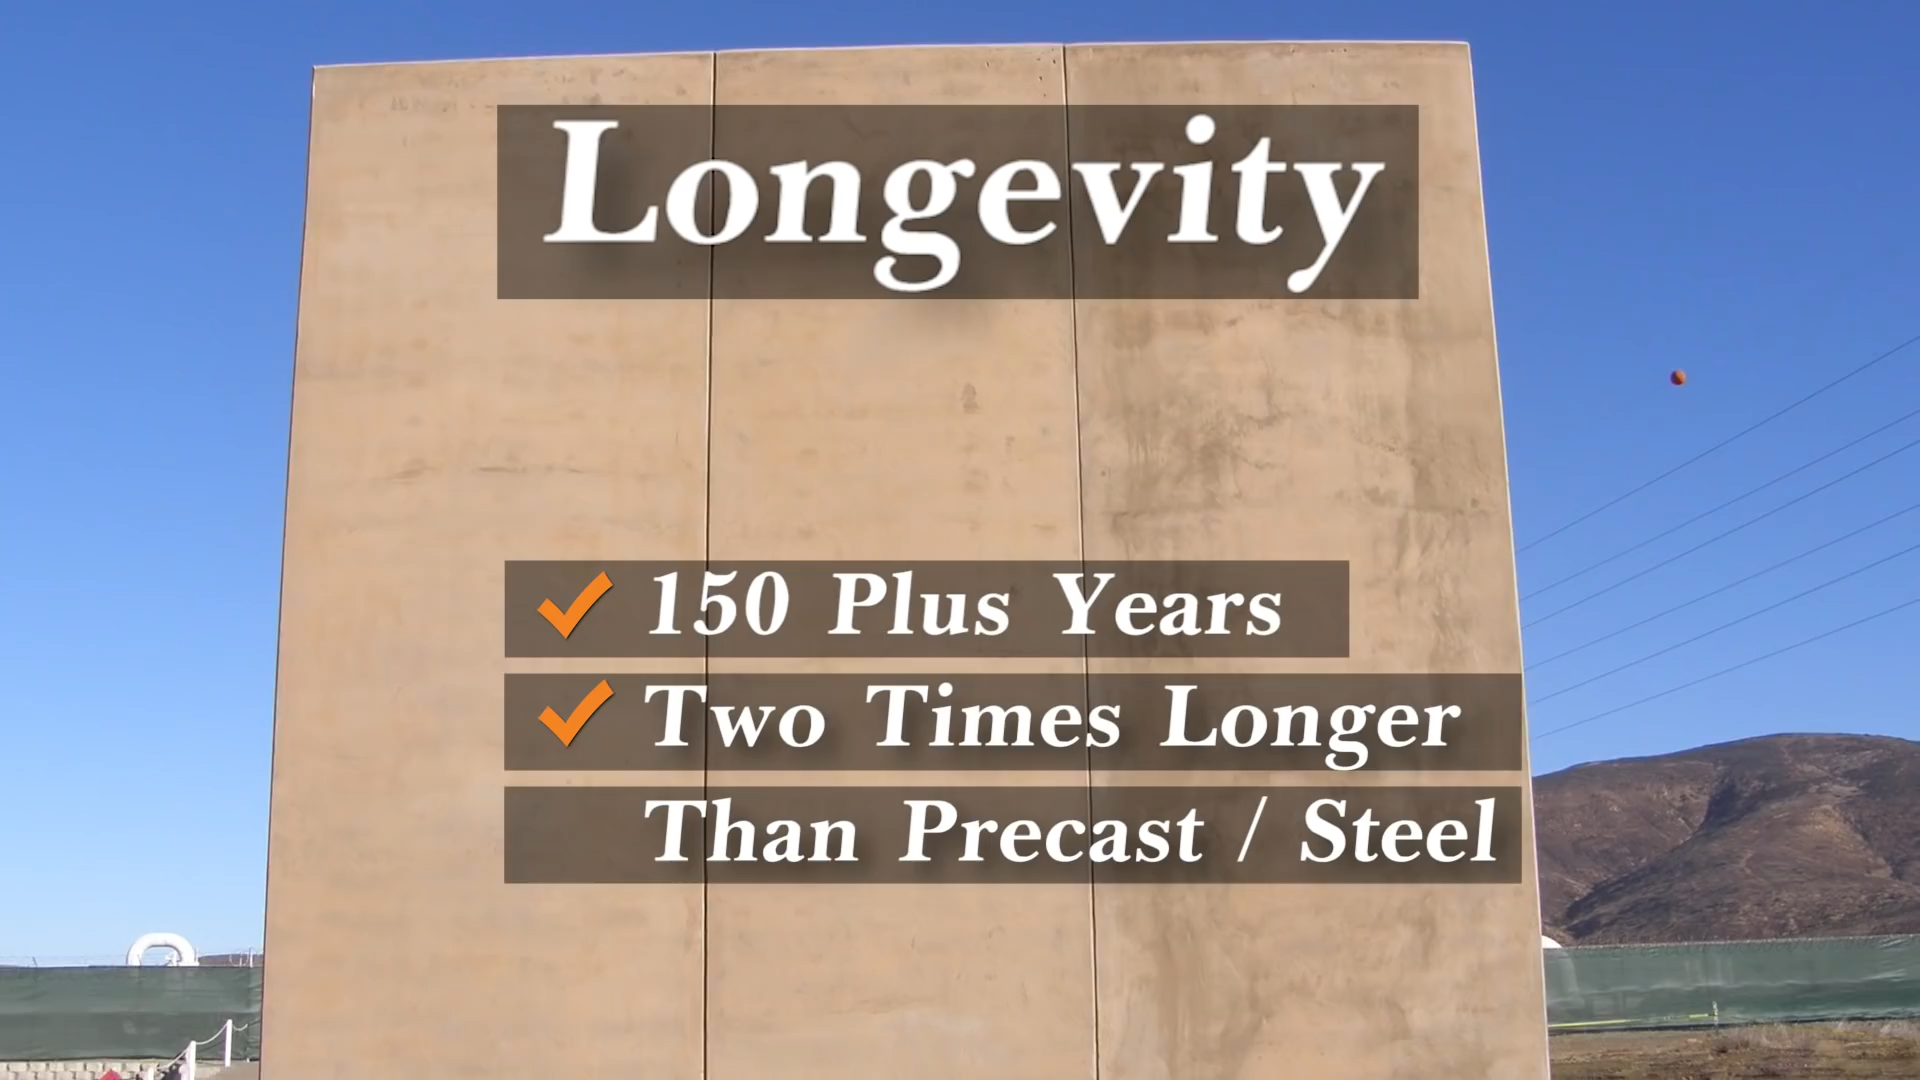 Longevity
150 Plus Years
Two Times Longer
Than Precast / Steel